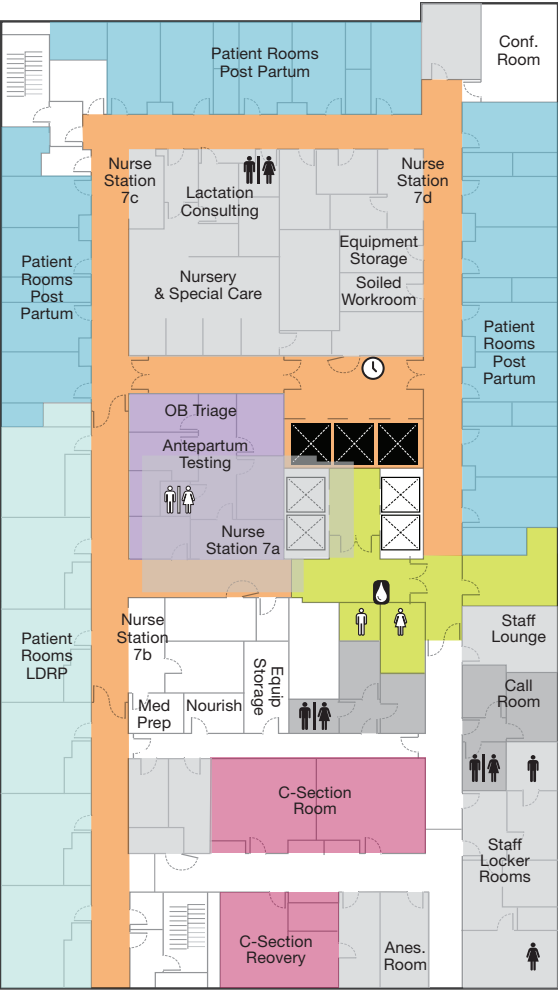 Patient Rooms
Post Partum
Conf.
Room
Nurse
Station
7c
Lactation
Consulting
Nurse
Station
7d
Equipment
Storage
Nursery
& Special Care
Soiled
Workroom
Patient
Rooms
Post
Partum
Patient
Rooms
Post
Partum
OB Triage
Antepartum
Testing
Nurse
Station 7a
Nurse
Station
7b
Staff
Lounge
Patient
Rooms
LDRP
Equip
Storage
Call
Room
Med
Prep
Nourish
C-Section
Room
Staff
Locker
Rooms
C-Section
Reovery
Anes.
Room